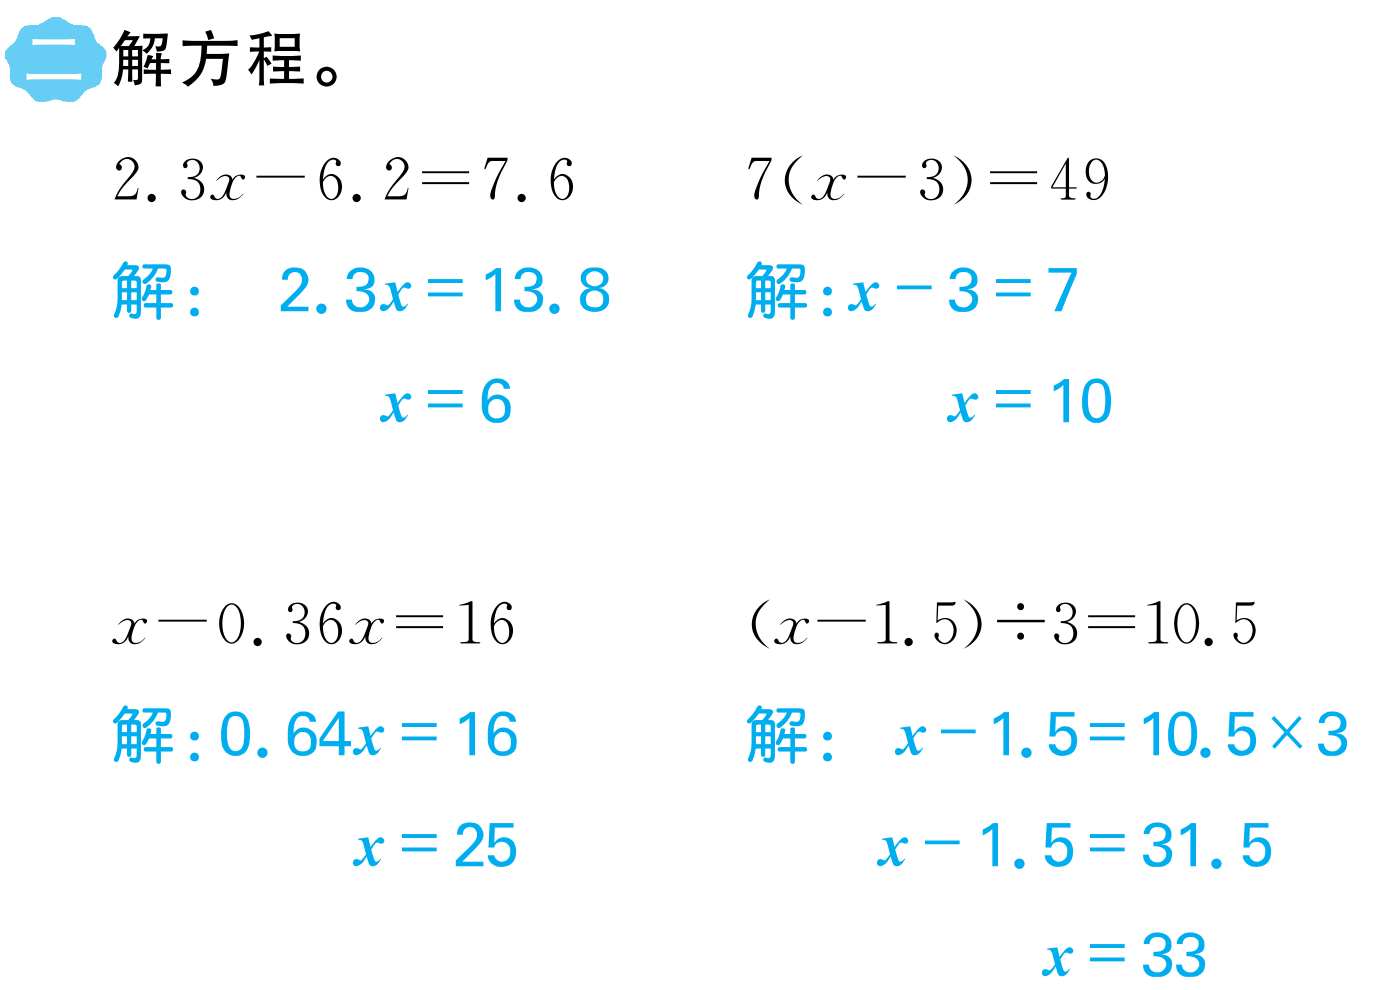 二 解方程。
2.3x-6.2=7.6
解： 2.3x=13.8
x=6
7(x-3)=49
解：x-3=7
x=10
x-0.36x=16
解：0.64x=16
x=25
(x-1.5)÷3=10.5
解： x-1.5=10.5×3
x-1.5=31.5
x=33